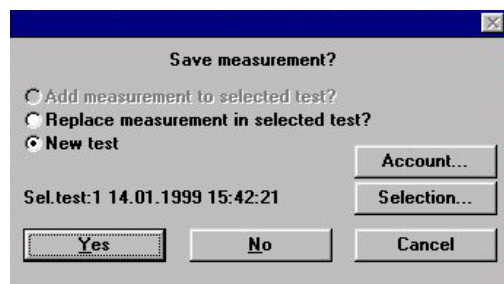 Save measurement?
Add measurement to selected test?
Replace measurement in selected test?
New test
Account...
Sel.test:1 14.01.1999 15:42:21
Selection...
Yes
No
Cancel